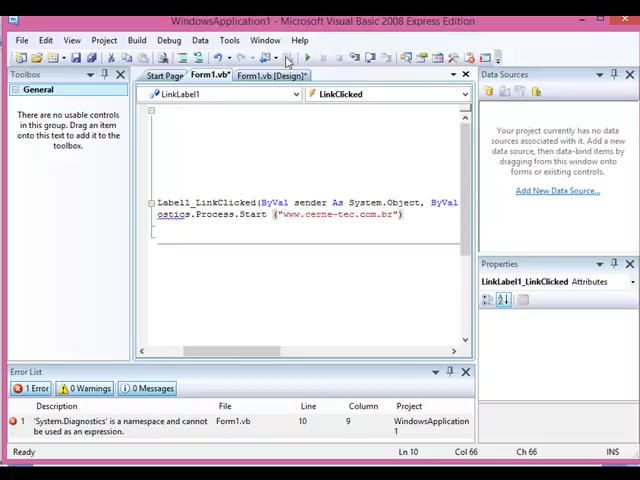 WindowsApplication1 - Microsoft Visual Basic 2008 Express Edition
File Edit View Project Build Debug Data Tools Window Help
Toolbox
General
There are no usable controls
in this group. Drag an item
onto this text to add it to the
toolbox.
Start Page Form1.vb* Form1.vb [Design]*
LinkLabel1 LinkClicked
Label1_LinkClicked(ByVal sender As System.Object, ByVal
ostics.Process.Start ("www.cerne-tec.com.br")
Data Sources
Your project currently has no data
sources associated with it. Add a new
data source, then data-bind items by
dragging from this window onto
forms or existing controls.
Add New Data Source...
Properties
LinkLabel1_LinkClicked Attributes
Error List
1 Error 0 Warnings 0 Messages
Description File Line Column Project
1 'System.Diagnostics' is a namespace and cannot be used as an expression. Form1.vb 10 9 WindowsApplication1
Ready Ln 10 Col 66 Ch 66 INS